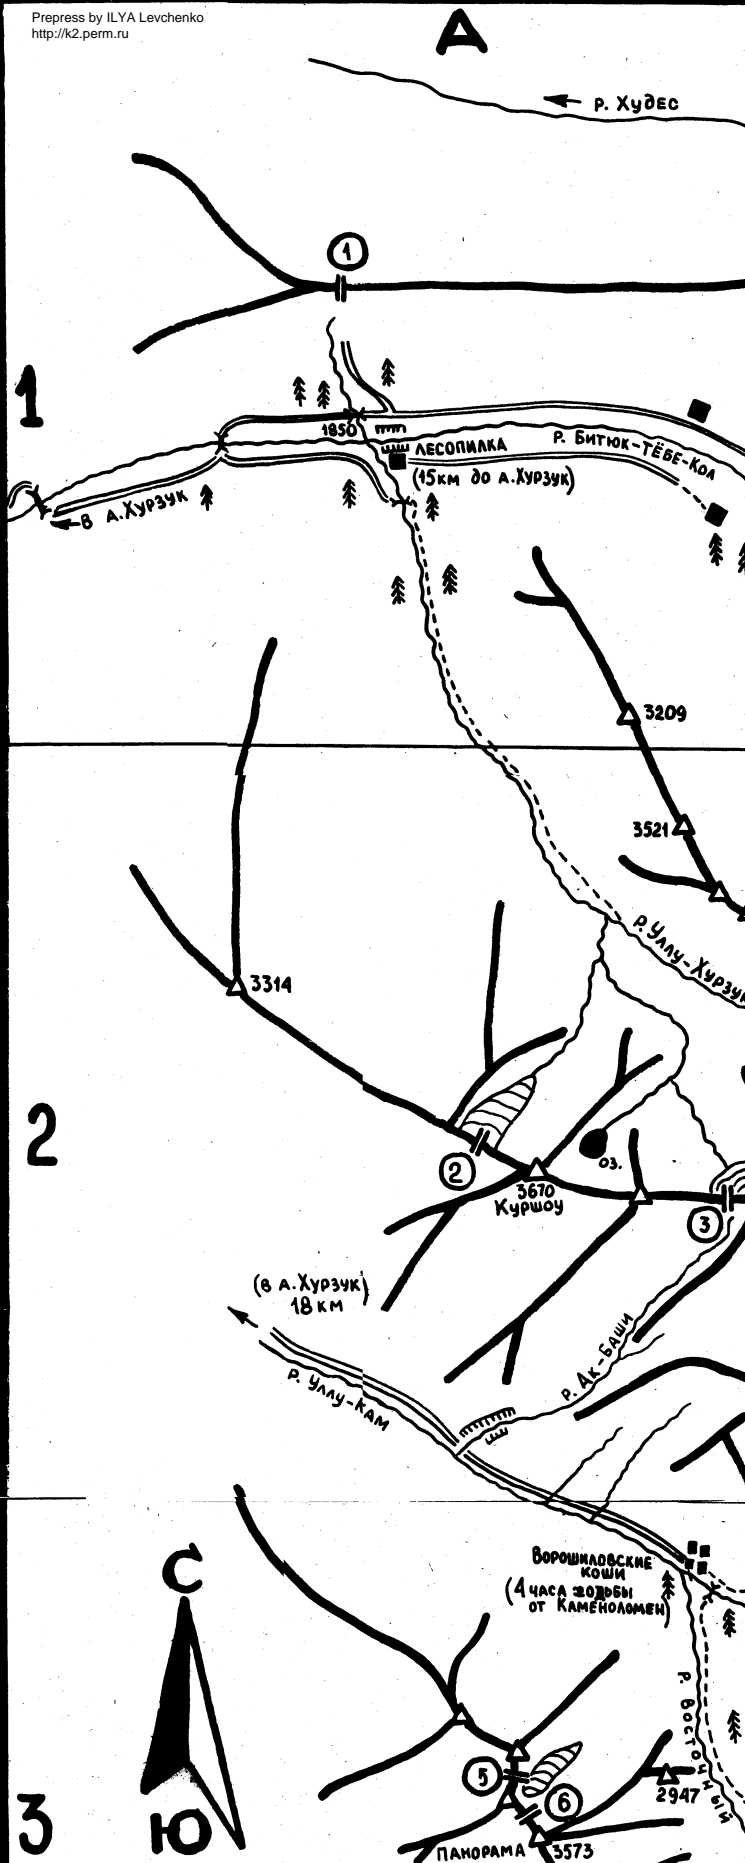 Prepress by ILYA Levchenko
http://k2.perm.ru
А
р. Худес
1
1
1850
Лесопилка
р. Битюк-Тёбе-Кол
(15км до а.Хурзук)
в а.Хурзук
3209
3521
р. Уллу-Хурзук
3314
2
2
оз.
3670
Куршоу
3
(в а.Хурзук)
18 км
р. Ак-Баши
р. Уллу-Кам
Ворошиловские
коши
(4 часа ходьбы
от Каменоломен)
С
р. Восточный
5
6
2947
3
Ю
Панорама
3573